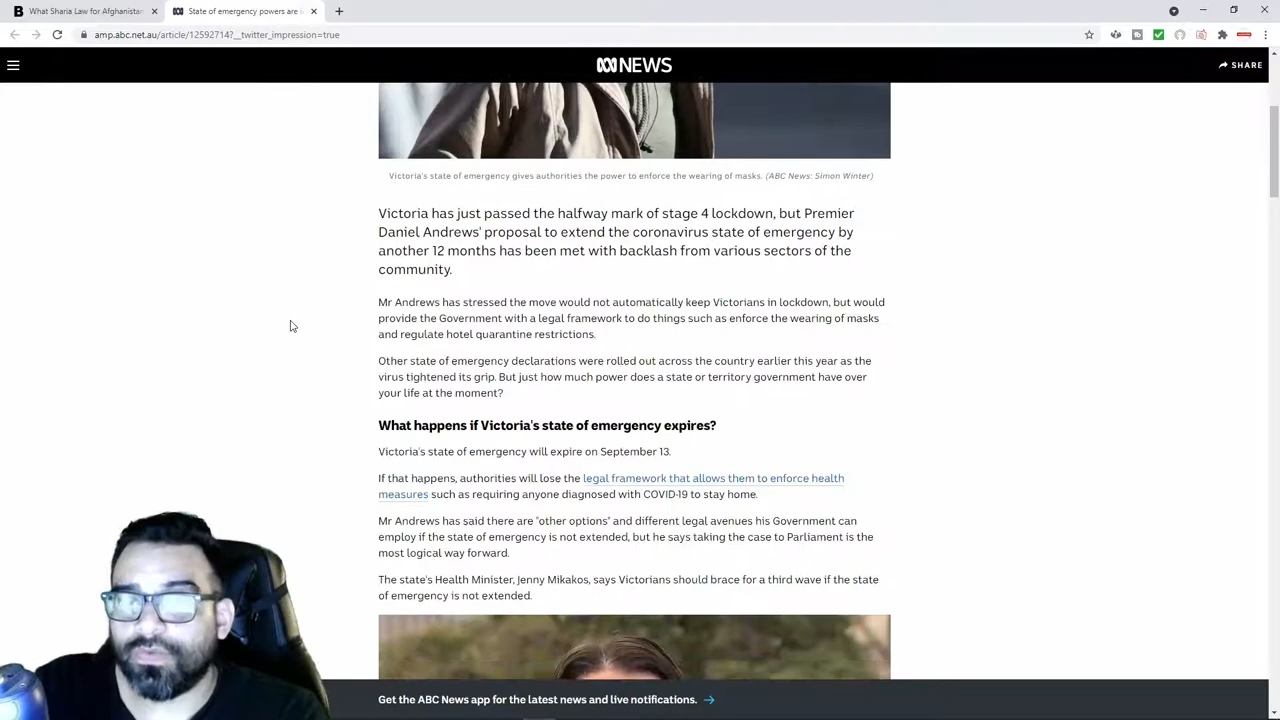 What Sharia Law for Afghanistan
State of emergency powers are
amp.abc.net.au/article/12592714?__twitter_impression=true
NEWS
SHARE
Victoria's state of emergency gives authorities the power to enforce the wearing of masks. (ABC News: Simon Winter)
Victoria has just passed the halfway mark of stage 4 lockdown, but Premier
Daniel Andrews' proposal to extend the coronavirus state of emergency by
another 12 months has been met with backlash from various sectors of the
community.
Mr Andrews has stressed the move would not automatically keep Victorians in lockdown, but would
provide the Government with a legal framework to do things such as enforce the wearing of masks
and regulate hotel quarantine restrictions.
Other state of emergency declarations were rolled out across the country earlier this year as the
virus tightened its grip. But just how much power does a state or territory government have over
your life at the moment?
What happens if Victoria's state of emergency expires?
Victoria's state of emergency will expire on September 13.
If that happens, authorities will lose the legal framework that allows them to enforce health
measures such as requiring anyone diagnosed with COVID-19 to stay home.
Mr Andrews has said there are "other options" and different legal avenues his Government can
employ if the state of emergency is not extended, but he says taking the case to Parliament is the
most logical way forward.
The state's Health Minister, Jenny Mikakos, says Victorians should brace for a third wave if the state
of emergency is not extended.
Get the ABC News app for the latest news and live notifications.